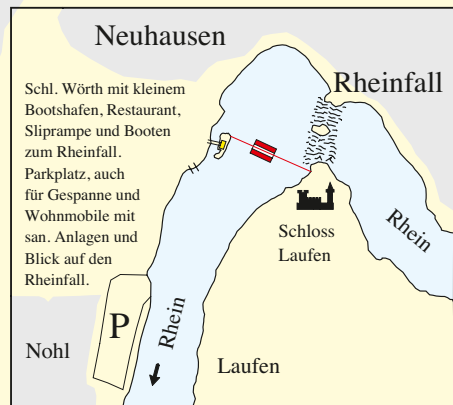 Neuhausen
Rheinfall
Schl. Wörth mit kleinem
Bootshafen, Restaurant,
Sliprampe und Booten
zum Rheinfall.
Parkplatz, auch
für Gespanne und
Wohnmobile mit
san. Anlagen und
Blick auf den
Rheinfall.
Schloss
Laufen
Rhein
P
Rhein
Nohl
Laufen